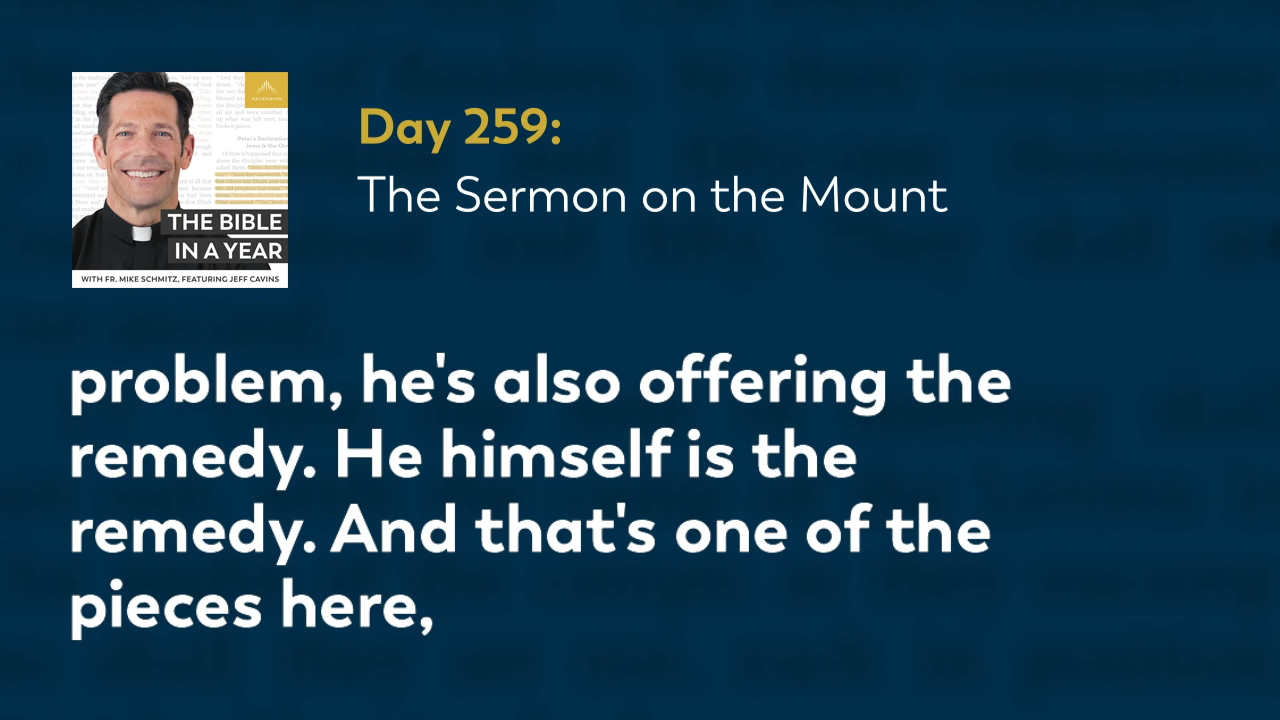 ASCENSION
THE BIBLE
IN A YEAR
WITH FR. MIKE SCHMITZ, FEATURING JEFF CAVINS
Day 259:
The Sermon on the Mount
problem, he's also offering the
remedy. He himself is the
remedy. And that's one of the
pieces here,